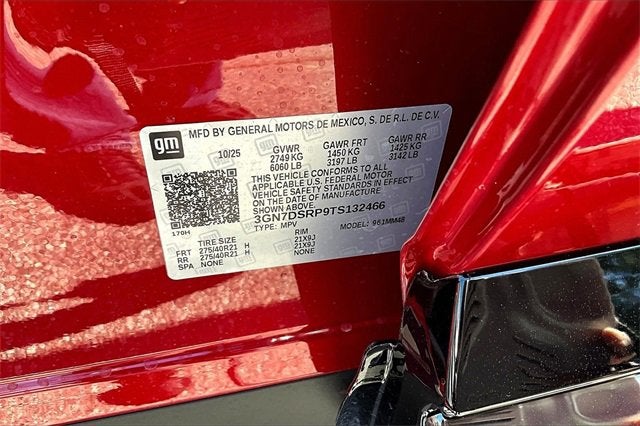 MFD BY GENERAL MOTORS DE MEXICO, S. DE R.L. DE C.V.
gm
10/25 GVWR GAWR FRT GAWR RR
2749 KG 1450 KG 1425 KG
6060 LB 3197 LB 3142 LB
THIS VEHICLE CONFORMS TO ALL
APPLICABLE U.S. FEDERAL MOTOR
VEHICLE SAFETY STANDARDS IN EFFECT
ON THE DATE OF MANUFACTURE
SHOWN ABOVE.
3GN7DSRP9TS132466
170H TYPE: MPV MODEL: 961MM48
TIRE SIZE RIM
FRT 275/40R21 H 21X9J
RR 275/40R21 H 21X9J
SPA NONE NONE